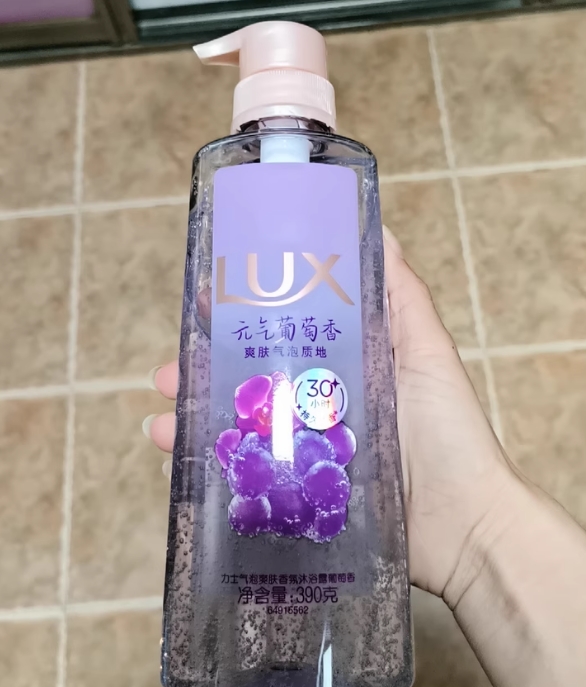 LUX
元气葡萄香
爽肤气泡质地
30+
小时
力士气泡爽肤香氛沐浴露葡萄香
净含量:390克
64916562